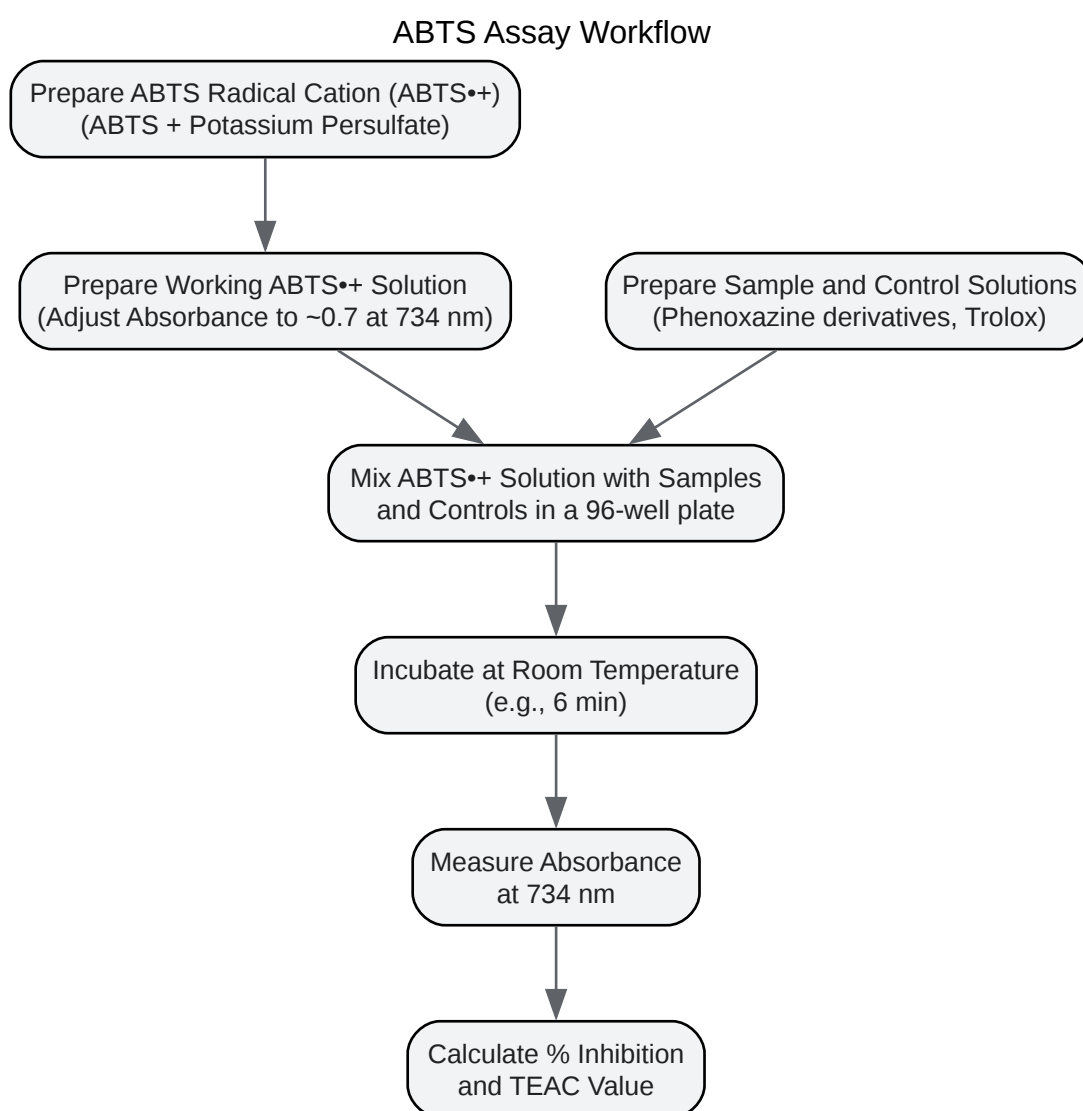 ABTS Assay Workflow
Prepare ABTS Radical Cation (ABTS•+)
(ABTS + Potassium Persulfate)
Prepare Working ABTS•+ Solution
(Adjust Absorbance to ~0.7 at 734 nm)
Prepare Sample and Control Solutions
(Phenoxazine derivatives, Trolox)
Mix ABTS•+ Solution with Samples
and Controls in a 96-well plate
Incubate at Room Temperature
(e.g., 6 min)
Measure Absorbance
at 734 nm
Calculate % Inhibition
and TEAC Value